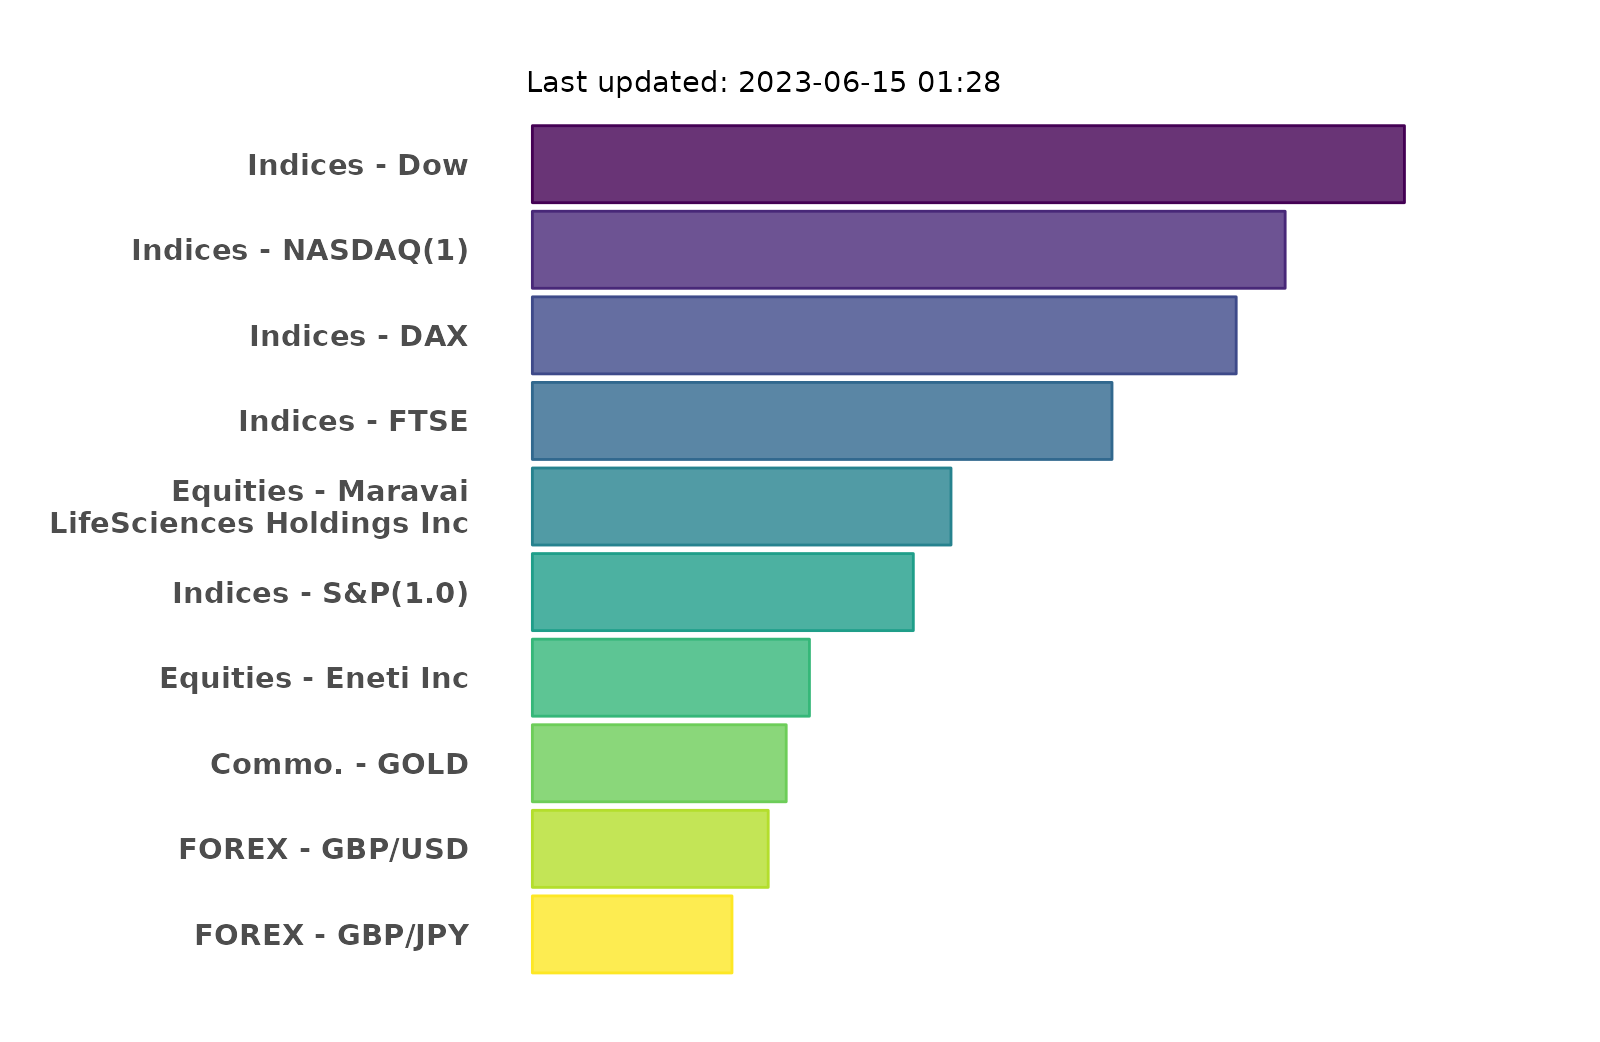 Last updated: 2023-06-15 01:28
Indices - Dow
Indices - NASDAQ(1)
Indices - DAX
Indices - FTSE
Equities - Maravai
LifeSciences Holdings Inc
Indices - S&P(1.0)
Equities - Eneti Inc
Commo. - GOLD
FOREX - GBP/USD
FOREX - GBP/JPY